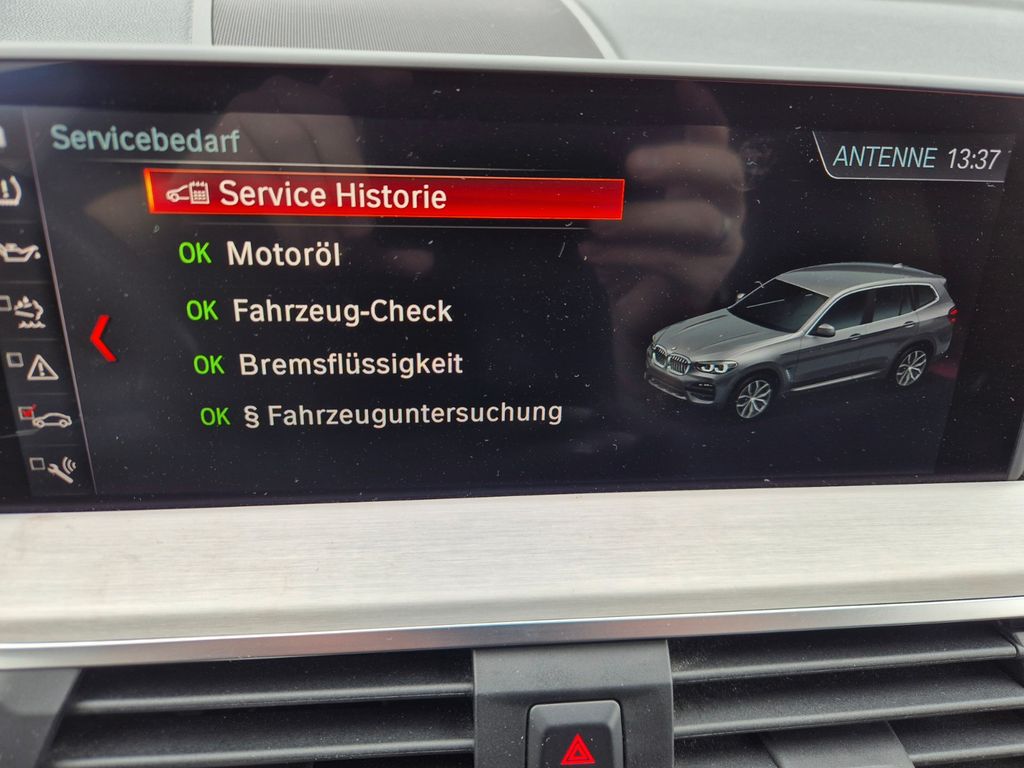 Servicebedarf
ANTENNE 13:37
Service Historie
OK Motoröl
OK Fahrzeug-Check
OK Bremsflüssigkeit
OK § Fahrzeuguntersuchung